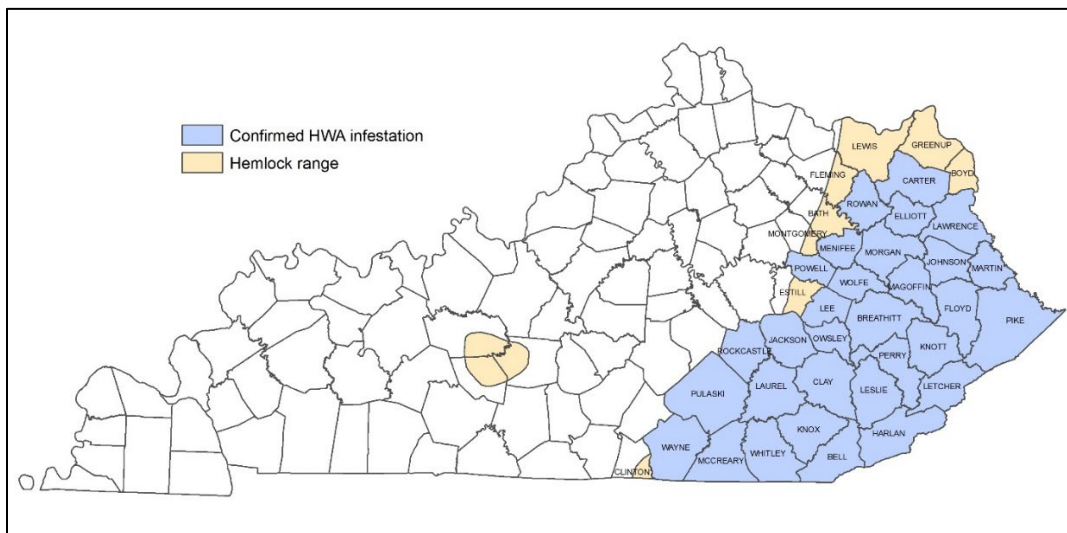 Confirmed HWA infestation
Hemlock range
LEWIS
GREENUP
FLEMING
CARTER
BOYD
ROWAN
BATH
ELLIOTT
LAWRENCE
MONTGOMERY
MENIFEE
MORGAN
JOHNSON
MARTIN
POWELL
WOLFE
MAGOFFIN
ESTILL
LEE
FLOYD
BREATHITT
PIKE
ROCKCASTLE
JACKSON
OWSLEY
KNOTT
PERRY
PULASKI
LAUREL
CLAY
LESLIE
LETCHER
KNOX
HARLAN
WAYNE
MCCREARY
WHITLEY
BELL
CLINTON